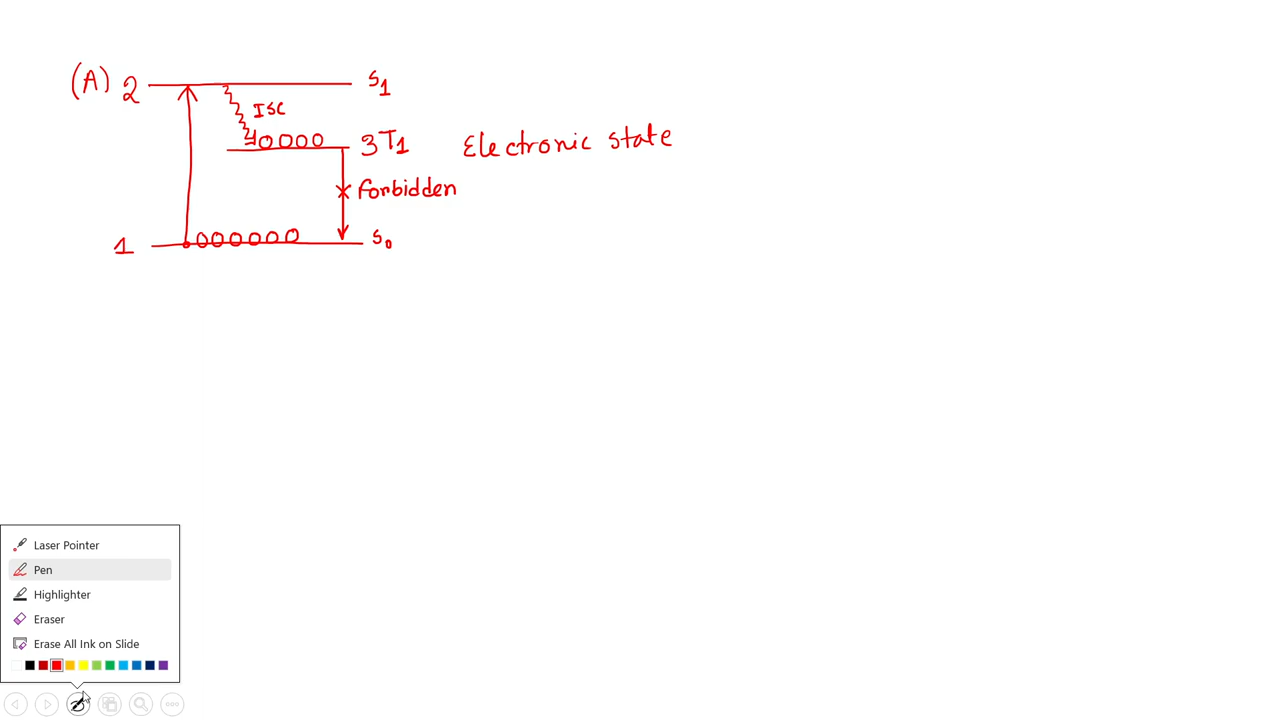 (A) 2 S1
ISC
3T1 Electronic state
forbidden
1 S0
Laser Pointer
Pen
Highlighter
Eraser
Erase All Ink on Slide